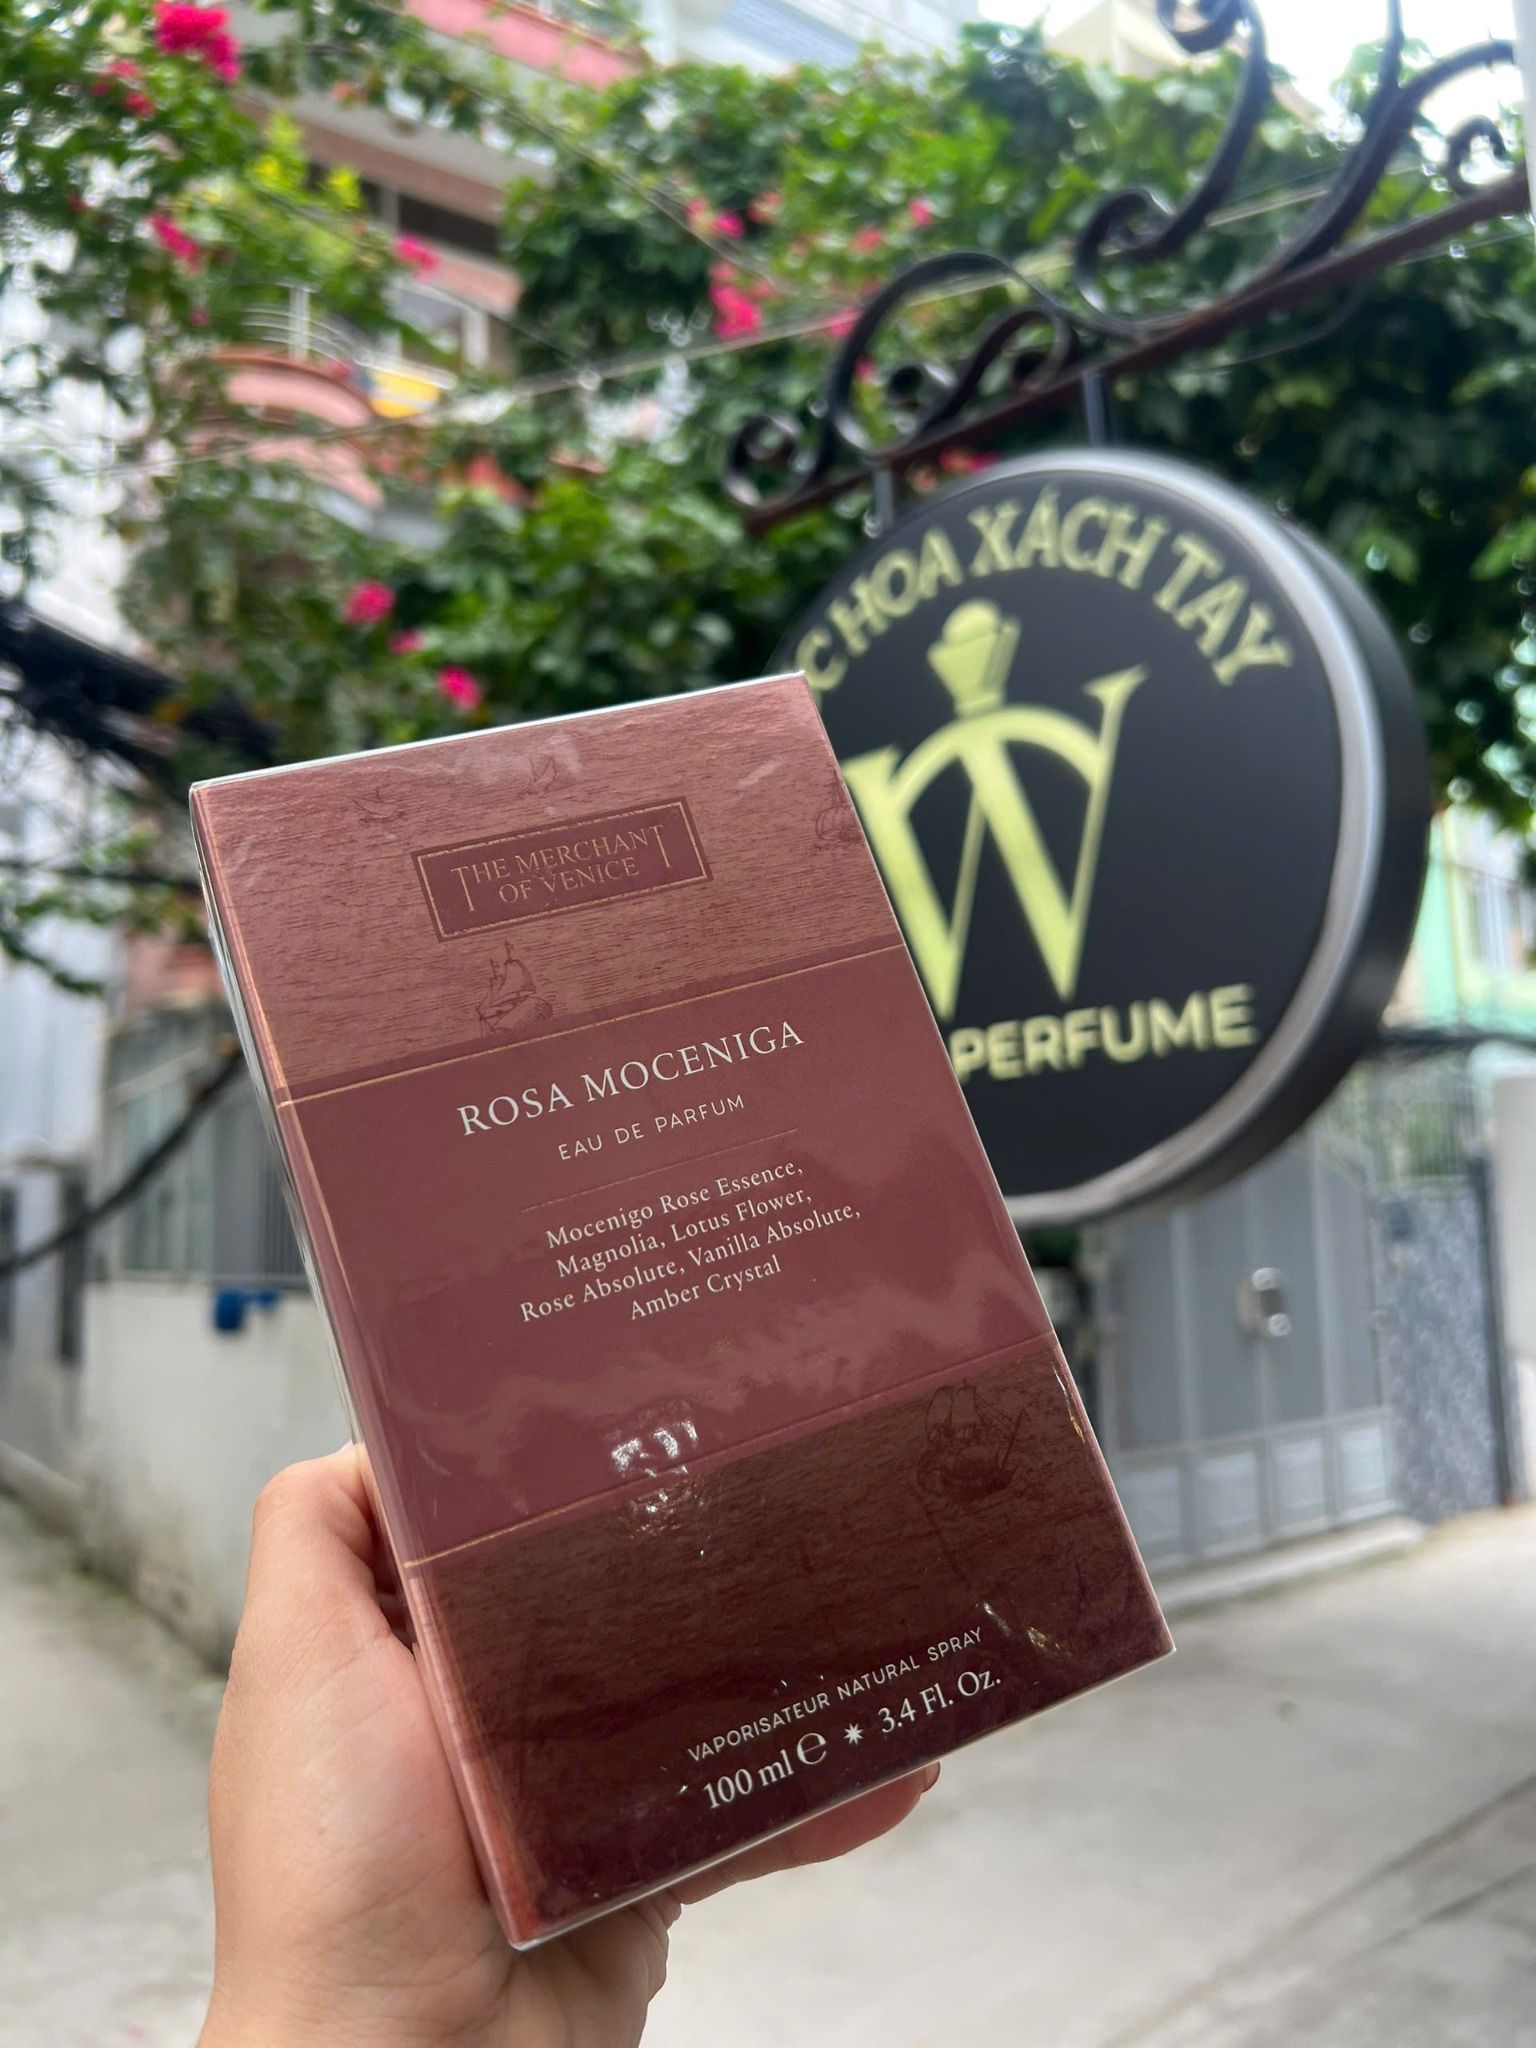 HOA XÁCH TAY
W
PERFUME
THE MERCHANT
OF VENICE
ROSA MOCENIGA
EAU DE PARFUM
Mocenigo Rose Essence,
Magnolia, Lotus Flower,
Rose Absolute, Vanilla Absolute,
Amber Crystal
VAPORISATEUR NATURAL SPRAY
100 ml ℮ ✷ 3.4 Fl. Oz.